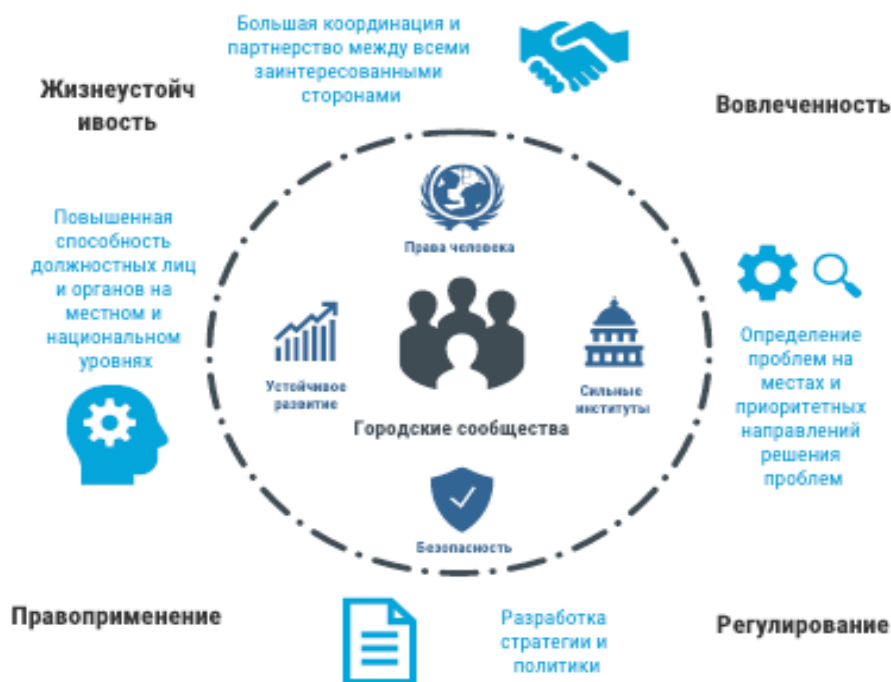 Большая координация и
партнерство между всеми
заинтересованными
сторонами
Жизнеустойч
ивость
Вовлеченность
Права человека
Повышенная
способность
должностных лиц
и органов на
местном и
национальном
уровнях
Устойчивое
развитие
Сильные
институты
Городские сообщества
Определение
проблем на
местах и
приоритетных
направлений
решения
проблем
Безопасность
Правоприменение
Разработка
стратегии и
политики
Регулирование